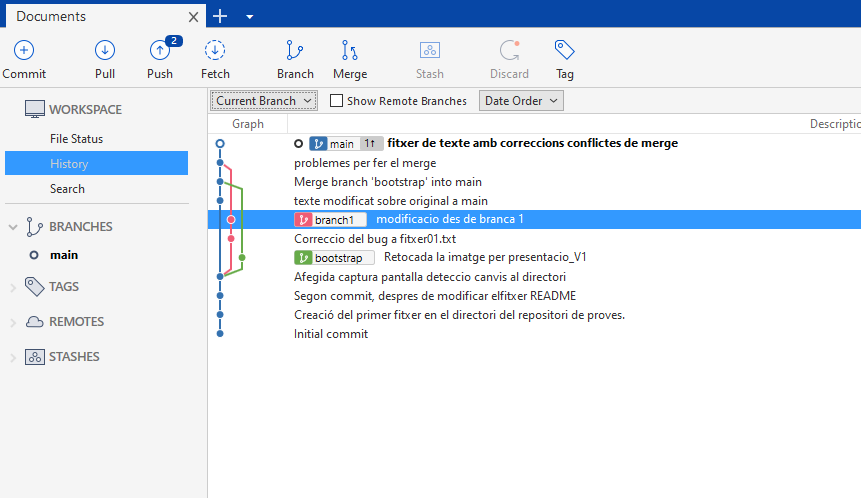 Documents
2
Commit Pull Push Fetch Branch Merge Stash Discard Tag
WORKSPACE
File Status
History
Search
BRANCHES
main
TAGS
REMOTES
STASHES
Current Branch Show Remote Branches Date Order
Graph Descriptio
main 1↑ fitxer de texte amb correccions conflictes de merge
problemes per fer el merge
Merge branch 'bootstrap' into main
texte modificat sobre original a main
branch1 modificacio des de branca 1
Correccio del bug a fitxer01.txt
bootstrap Retocada la imatge per presentacio_V1
Afegida captura pantalla deteccio canvis al directori
Segon commit, despres de modificar elfitxer README
Creació del primer fitxer en el directori del repositori de proves.
Initial commit